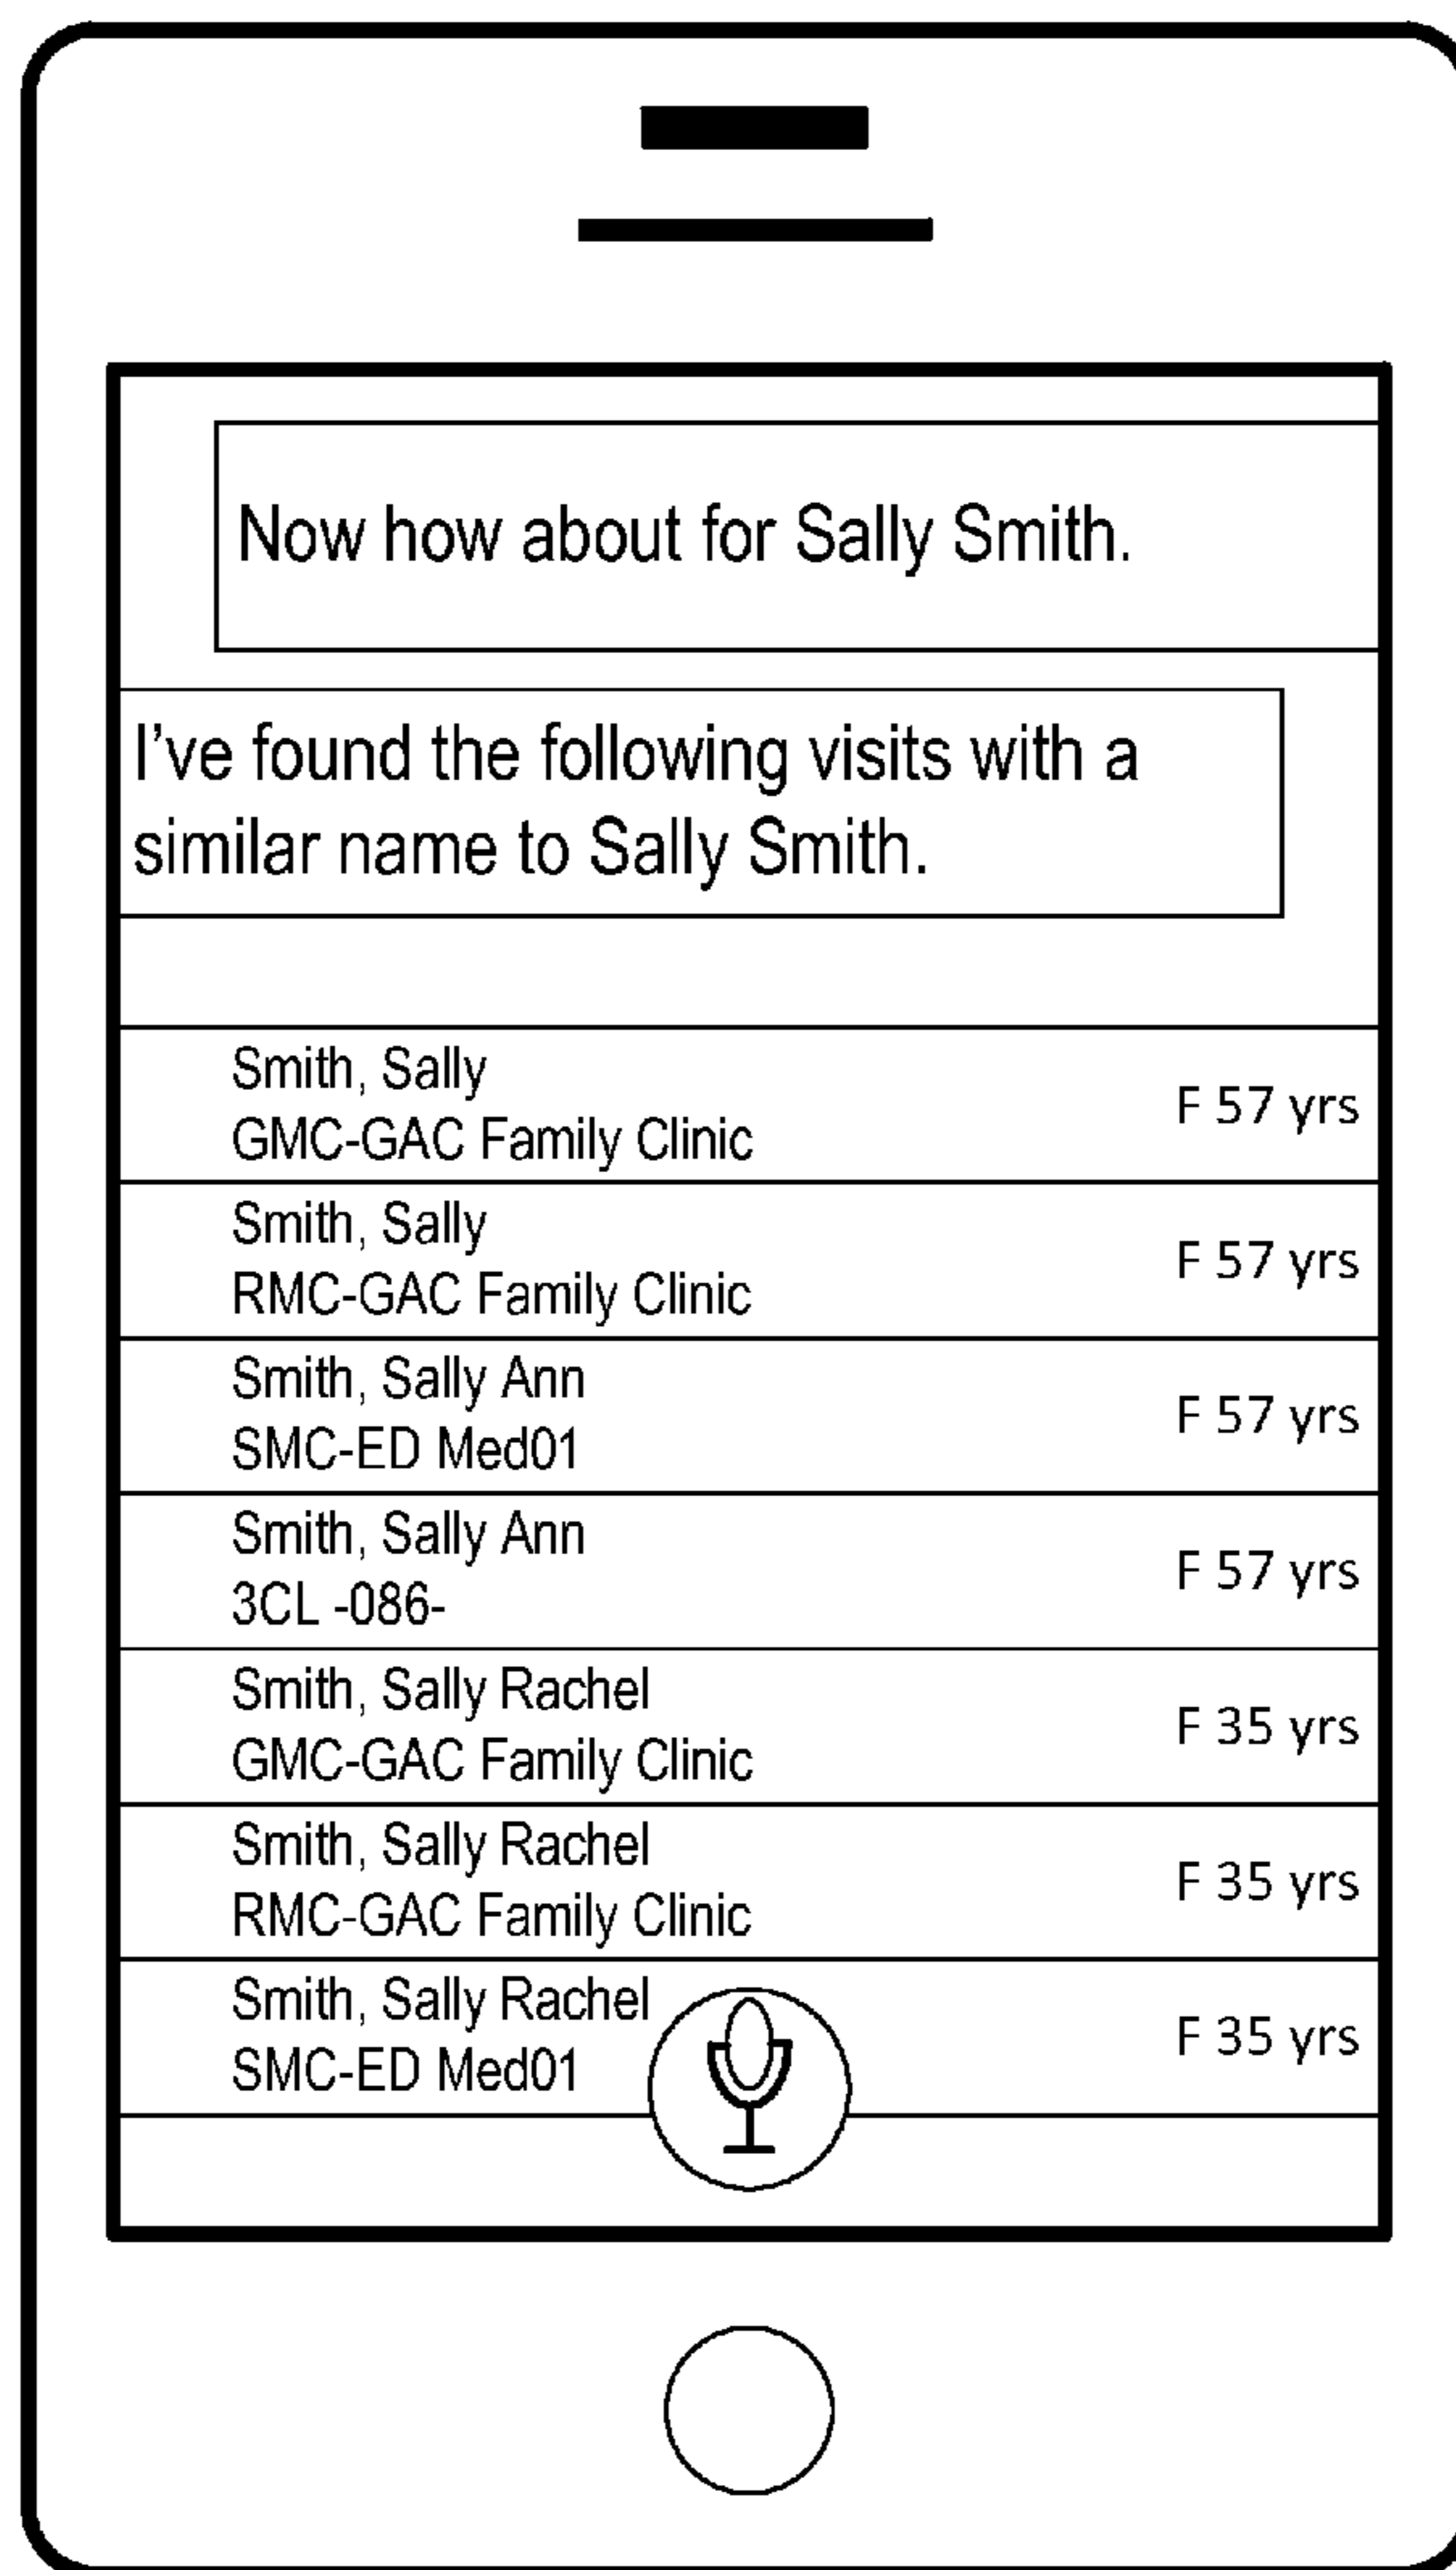 Now how about for Sally Smith.
I've found the following visits with a
similar name to Sally Smith.
Smith, Sally
GMC-GAC Family Clinic
F 57 yrs
Smith, Sally
RMC-GAC Family Clinic
F 57 yrs
Smith, Sally Ann
SMC-ED Med01
F 57 yrs
Smith, Sally Ann
3CL -086-
F 57 yrs
Smith, Sally Rachel
GMC-GAC Family Clinic
F 35 yrs
Smith, Sally Rachel
RMC-GAC Family Clinic
F 35 yrs
Smith, Sally Rachel
SMC-ED Med01
F 35 yrs